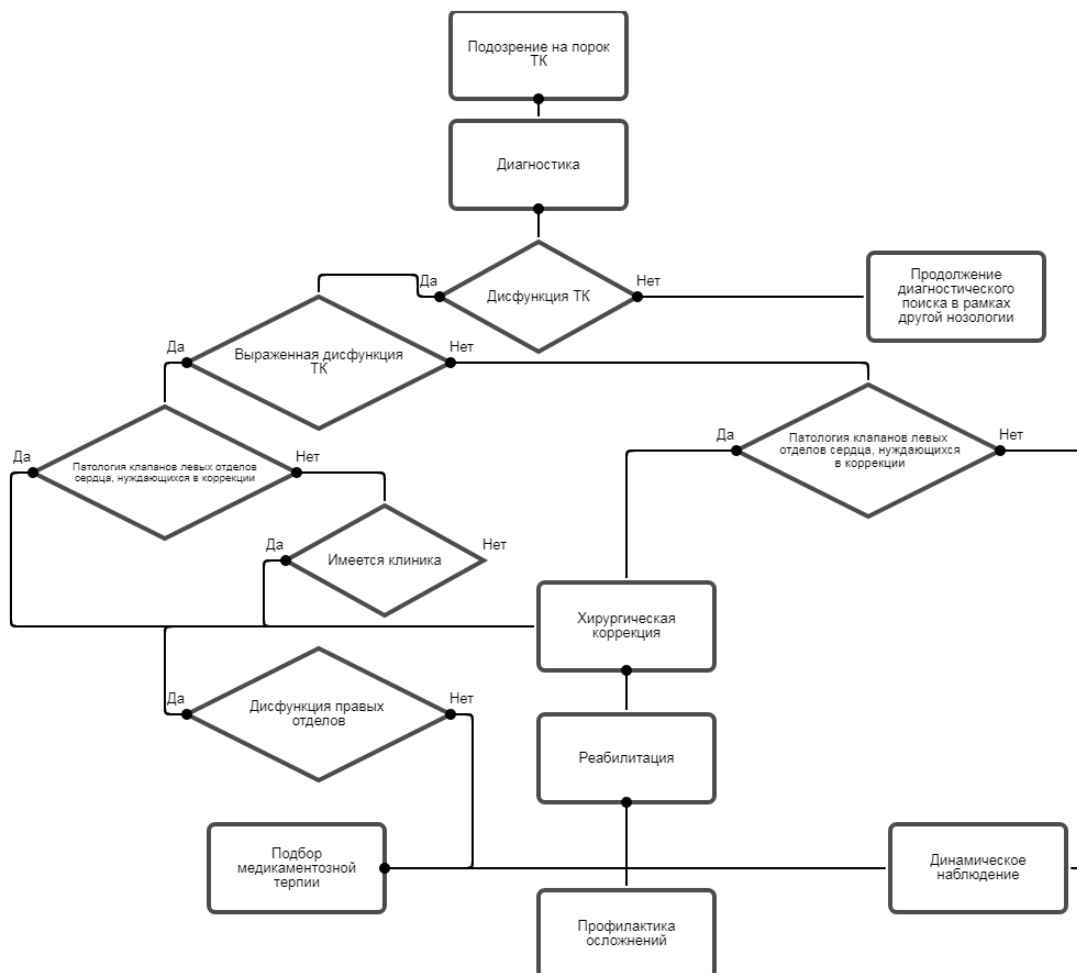 Подозрение на порок
ТК
Диагностика
Да
Дисфункция ТК
Нет
Продолжение
диагностического
поиска в рамках
другой нозологии
Да
Выраженная дисфункция
ТК
Нет
Да
Патология клапанов левых отделов
сердца, нуждающихся в коррекции
Нет
Да
Патология клапанов левых
отделов сердца, нуждающихся
в коррекции
Нет
Да
Имеется клиника
Нет
Хирургическая
коррекция
Да
Дисфункция правых
отделов
Нет
Реабилитация
Подбор
медикаментозной
терпии
Динамическое
наблюдение
Профилактика
осложнений